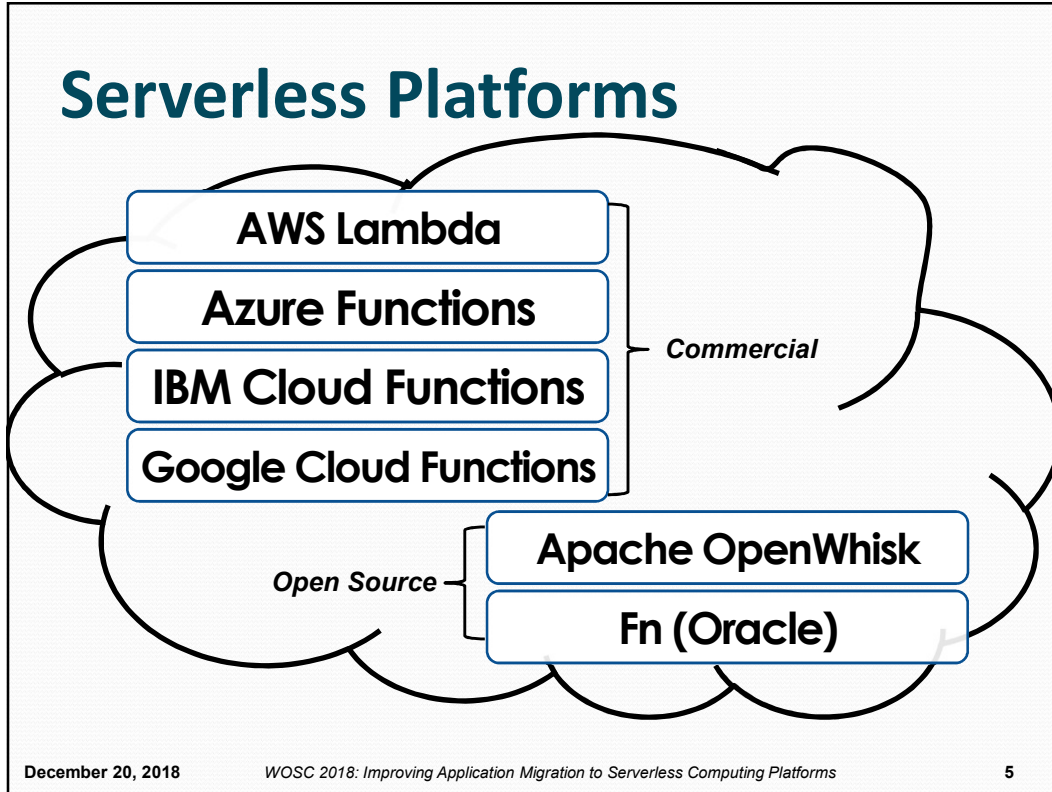 Serverless Platforms
AWS Lambda
Azure Functions
IBM Cloud Functions
Google Cloud Functions
Commercial
Apache OpenWhisk
Fn (Oracle)
Open Source
December 20, 2018 WOSC 2018: Improving Application Migration to Serverless Computing Platforms 5